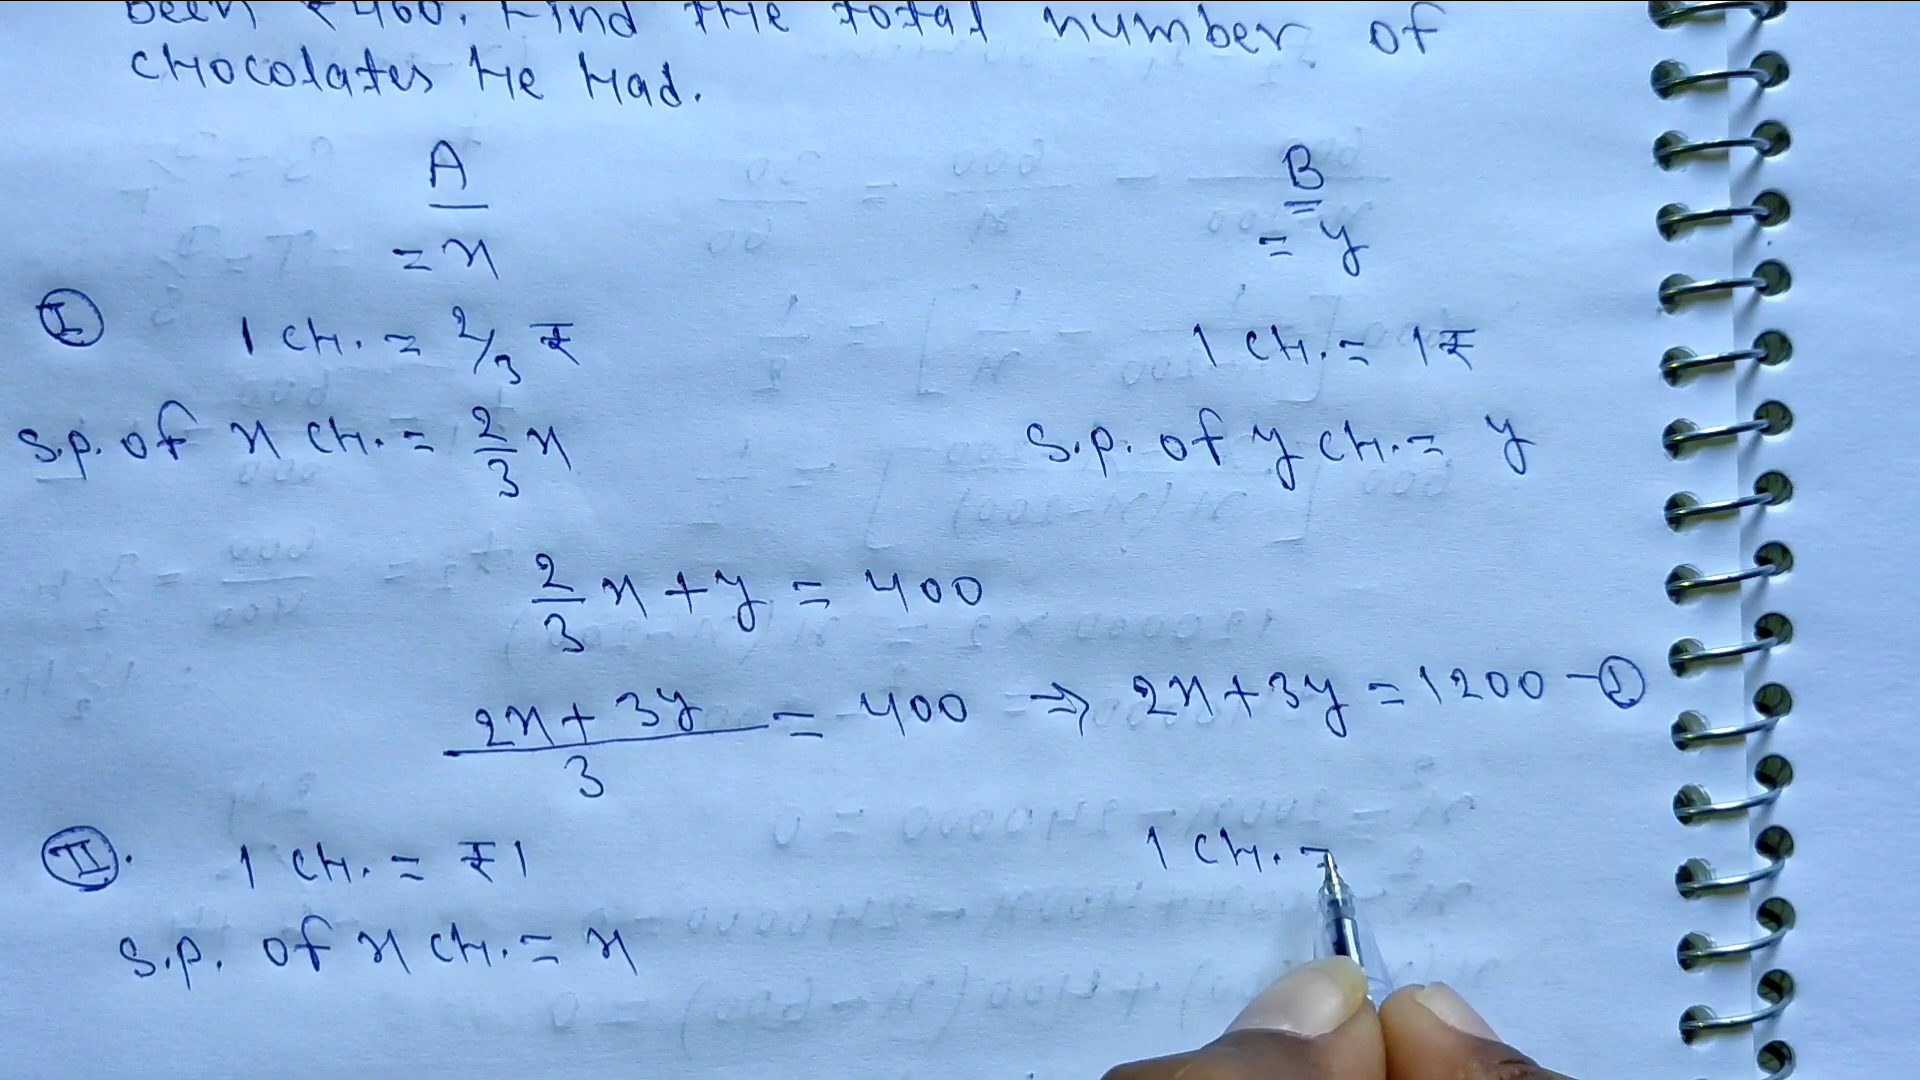 been ₹460. Find the total number of
chocolates he had.
A B
= x = y
I 1 ch. = 2/3 ₹ 1 ch. = 1₹
S.P. of x ch. = 2/3 x S.P. of y ch. = y
2/3 x + y = 400
2x + 3y / 3 = 400 ⇒ 2x + 3y = 1200 - I
II. 1 ch. = ₹1 1 ch. =
S.P. of x ch. = x